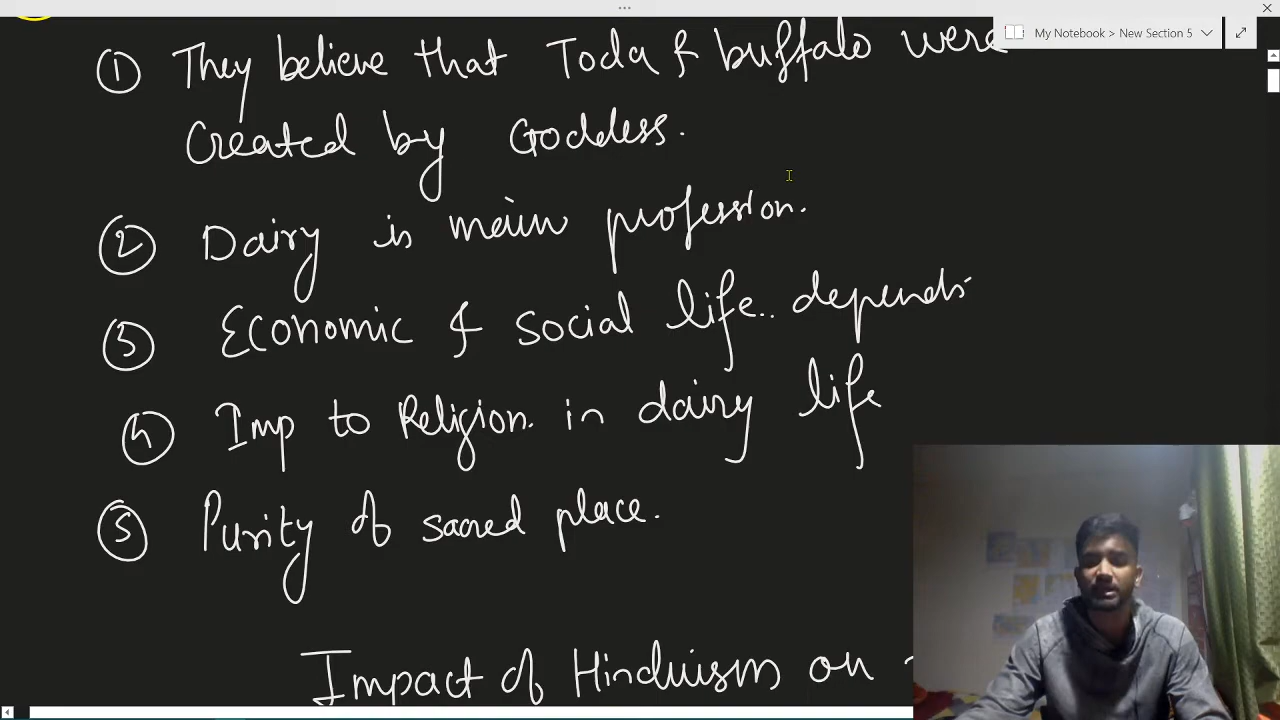 My Notebook > New Section 5
① They believe that Toda & buffalo were
Created by Goddess.
② Dairy is main profession.
③ Economic & social life.. depends
④ Imp to Religion. in dairy life
⑤ Purity of sacred place.
Impact of Hinduism on